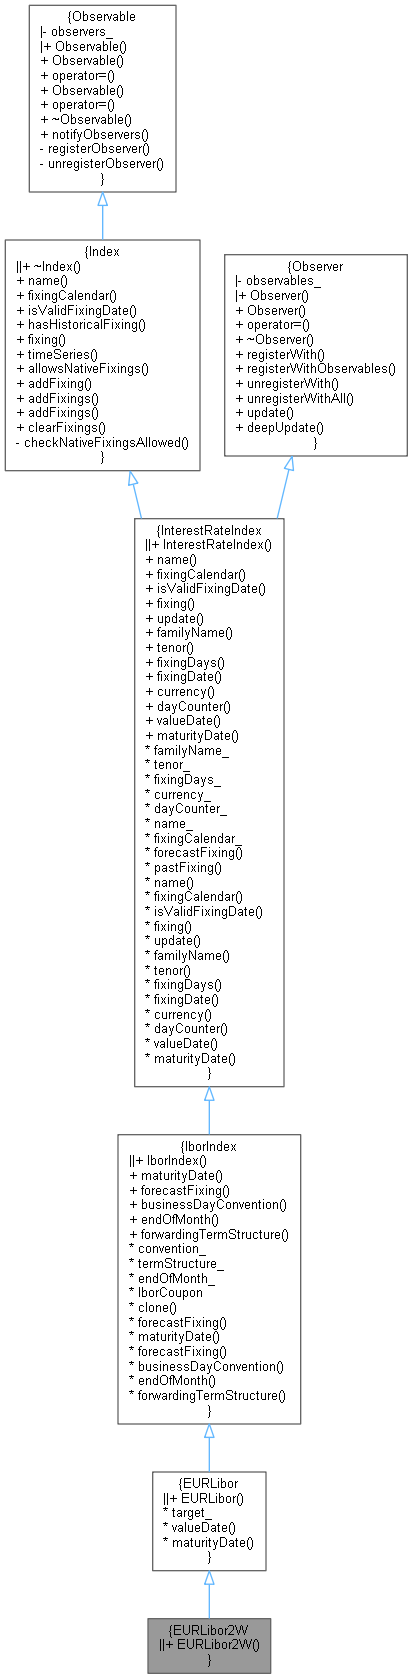 {Observable
|- observers_
|+ Observable()
+ Observable()
+ operator=()
+ Observable()
+ operator=()
+ ~Observable()
+ notifyObservers()
- registerObserver()
- unregisterObserver()
}
{Index
||+ ~Index()
+ name()
+ fixingCalendar()
+ isValidFixingDate()
+ hasHistoricalFixing()
+ fixing()
+ timeSeries()
+ allowsNativeFixings()
+ addFixing()
+ addFixings()
+ addFixings()
+ clearFixings()
- checkNativeFixingsAllowed()
}
{Observer
|- observables_
|+ Observer()
+ Observer()
+ operator=()
+ ~Observer()
+ registerWith()
+ registerWithObservables()
+ unregisterWith()
+ unregisterWithAll()
+ update()
+ deepUpdate()
}
{InterestRateIndex
||+ InterestRateIndex()
+ name()
+ fixingCalendar()
+ isValidFixingDate()
+ fixing()
+ update()
+ familyName()
+ tenor()
+ fixingDays()
+ fixingDate()
+ currency()
+ dayCounter()
+ valueDate()
+ maturityDate()
* familyName_
* tenor_
* fixingDays_
* currency_
* dayCounter_
* name_
* fixingCalendar_
* forecastFixing()
* pastFixing()
* name()
* fixingCalendar()
* isValidFixingDate()
* fixing()
* update()
* familyName()
* tenor()
* fixingDays()
* fixingDate()
* currency()
* dayCounter()
* valueDate()
* maturityDate()
}
{IborIndex
||+ IborIndex()
+ maturityDate()
+ forecastFixing()
+ businessDayConvention()
+ endOfMonth()
+ forwardingTermStructure()
* convention_
* termStructure_
* endOfMonth_
* IborCoupon
* clone()
* forecastFixing()
* maturityDate()
* forecastFixing()
* businessDayConvention()
* endOfMonth()
* forwardingTermStructure()
}
{EURLibor
||+ EURLibor()
* target_
* valueDate()
* maturityDate()
}
{EURLibor2W
||+ EURLibor2W()
}